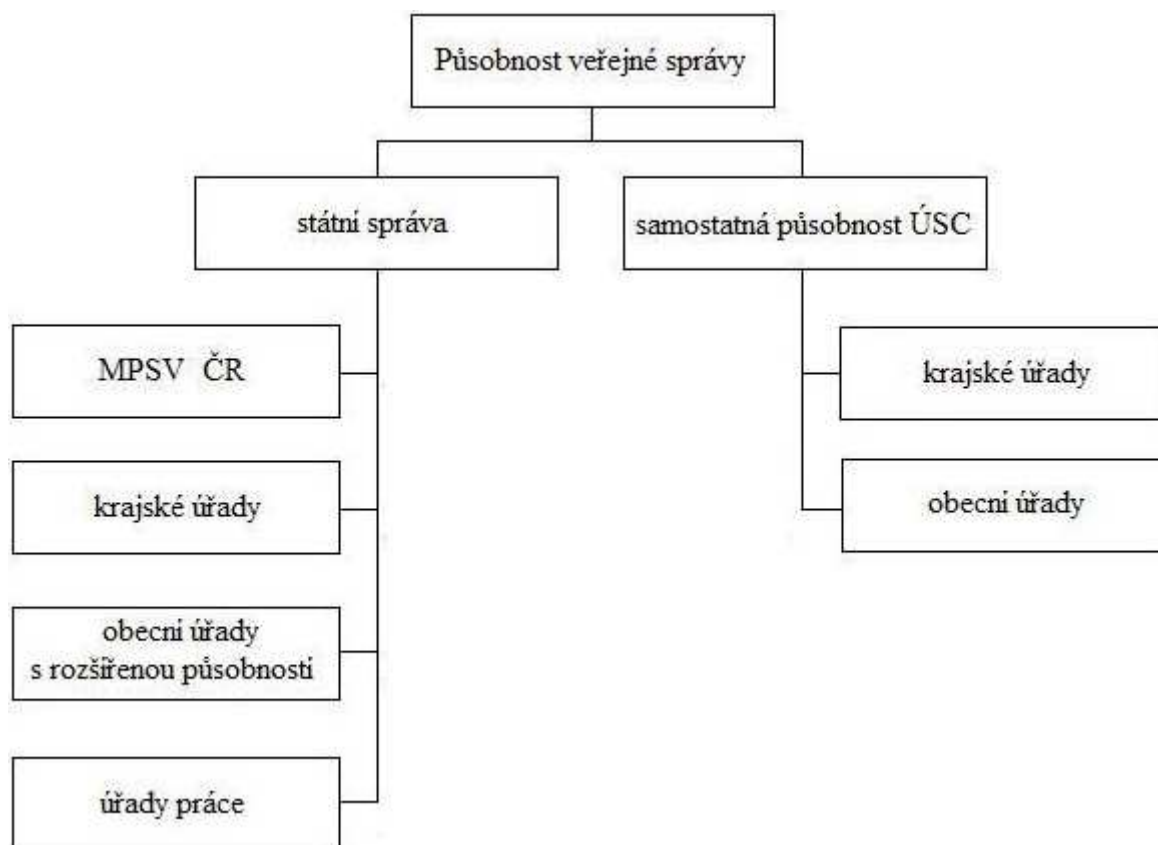 Působnost veřejné správy
státní správa
samostatná působnost ÚSC
MPSV ČR
krajské úřady
obecní úřady
s rozšířenou působností
úřady práce
krajské úřady
obecní úřady